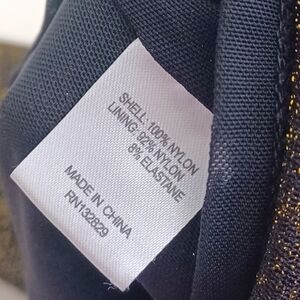 SHELL: 100% NYLON
LINING: 92% NYLON
8% ELASTANE
MADE IN CHINA
RN132829